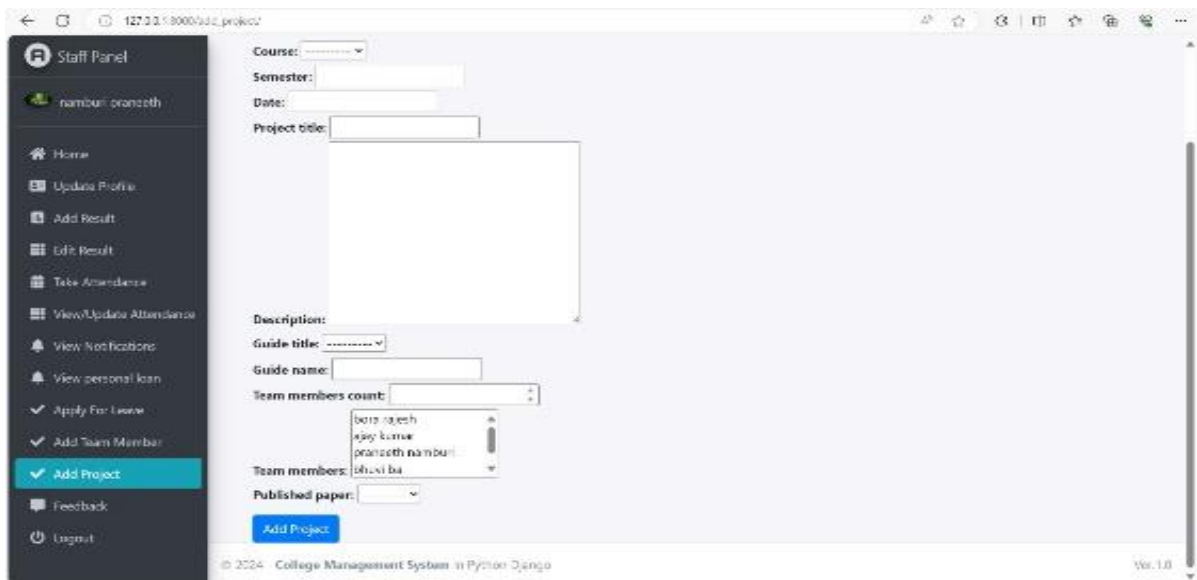 127.0.0.1:8000/add_project/
Staff Panel
namburi praneeth
Home
Update Profile
Add Result
Edit Result
Take Attendance
View/Update Attendance
View Notifications
View personal loan
Apply For Leave
Add Team Member
Add Project
Feedback
Logout
Course: ---------
Semester:
Date:
Project title:
Description:
Guide title: ---------
Guide name:
Team members count:
bora rajesh
ajay kumar
praneeth namburi
bhuvi ba
Team members:
Published paper:
Add Project
© 2024 College Management System in Python Django
Ver. 1.0